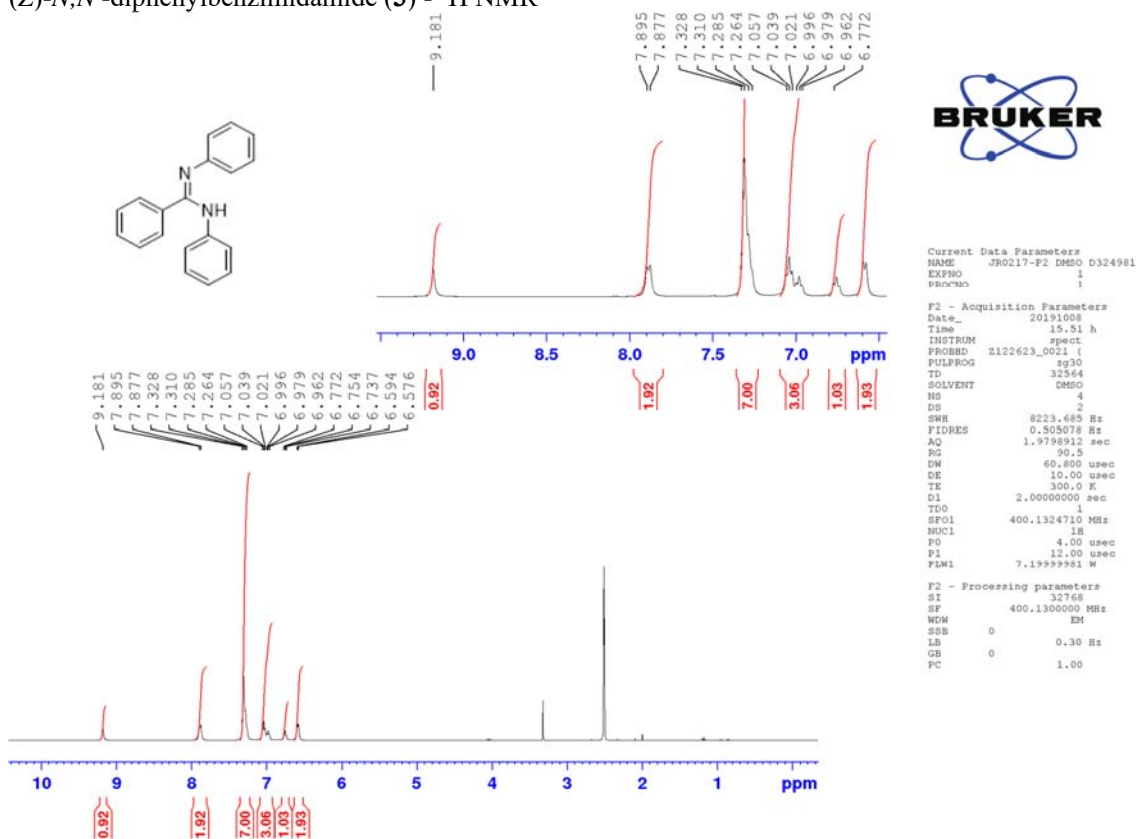 (Z)-N,N'-diphenylbenzimidamide (3) - ¹H NMR
9.181
7.895
7.877
7.328
7.310
7.285
7.264
7.057
7.039
7.021
6.996
6.979
6.962
6.772
BRUKER
N
NH
9.0 8.5 8.0 7.5 7.0 ppm
0.92 1.92 7.00 3.06 1.03 1.93
9.181
7.895
7.877
7.328
7.310
7.285
7.264
7.057
7.039
7.021
6.996
6.979
6.962
6.772
6.754
6.737
6.594
6.576
10 9 8 7 6 5 4 3 2 1 ppm
0.92 1.92 7.00 3.06 1.03 1.93
Current Data Parameters
NAME JR0217-P2 DMSO D324981
EXPNO 1
PROCNO 1
F2 - Acquisition Parameters
Date_ 20191008
Time 15.51 h
INSTRUM spect
PROBHD Z122623_0021 (
PULPROG zg30
TD 32564
SOLVENT DMSO
NS 4
DS 2
SWH 8223.685 Hz
FIDRES 0.505078 Hz
AQ 1.9798912 sec
RG 90.5
DW 60.800 usec
DE 10.00 usec
TE 300.0 K
D1 2.00000000 sec
TD0 1
SFO1 400.1324710 MHz
NUC1 1H
P0 4.00 usec
P1 12.00 usec
PLW1 7.19999981 W
F2 - Processing parameters
SI 32768
SF 400.1300000 MHz
WDW EM
SSB 0
LB 0.30 Hz
GB 0
PC 1.00